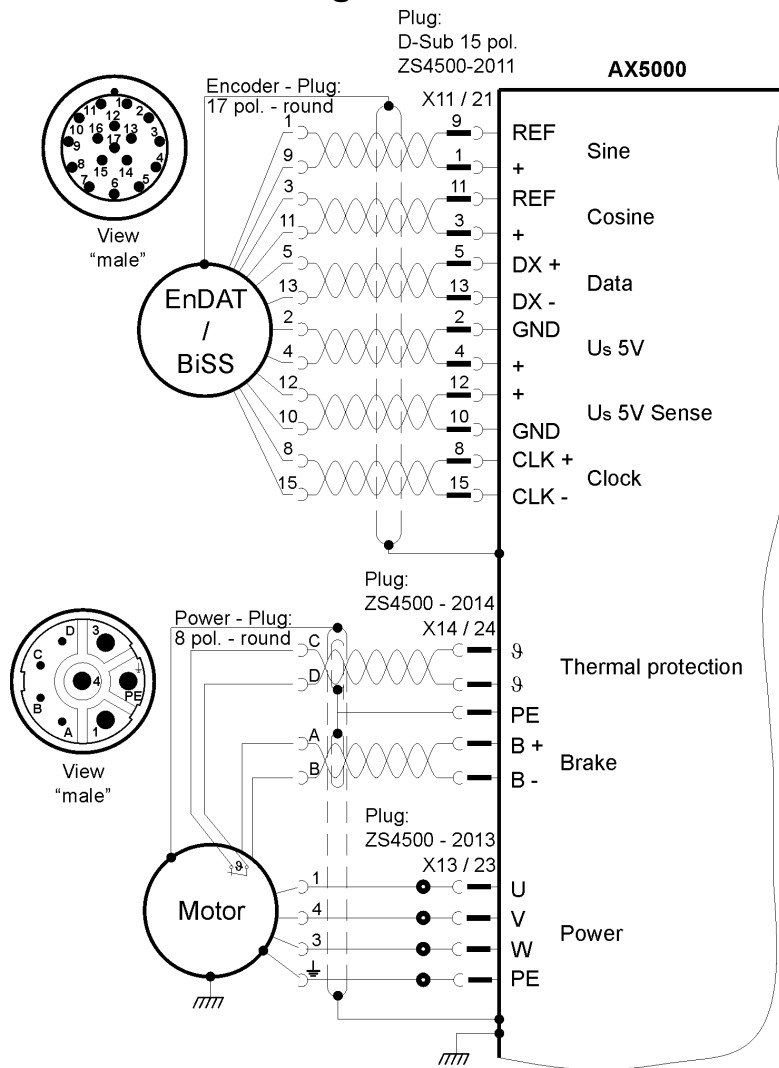 Plug:
D-Sub 15 pol.
ZS4500-2011
AX5000
Encoder - Plug:
17 pol. - round
X11 / 21
11 1 2
10 16 12 13 3
9 17
8 15 14 4
7 6 5
View
"male"
1 9 REF
Sine
9 1 +
3 11 REF
Cosine
11 3 +
5 5 DX +
Data
13 13 DX -
EnDAT
/
BiSS
2 2 GND
Us 5V
4 4 +
12 12 +
Us 5V Sense
10 10 GND
8 8 CLK +
Clock
15 15 CLK -
Plug:
ZS4500 - 2014
Power - Plug:
8 pol. - round
X14 / 24
D 3
C 4
B PE
A 1
View
"male"
C ϑ
Thermal protection
D ϑ
PE
A B +
Brake
B B -
Plug:
ZS4500 - 2013
X13 / 23
ϑ
Motor
1 U
4 V
Power
3 W
PE